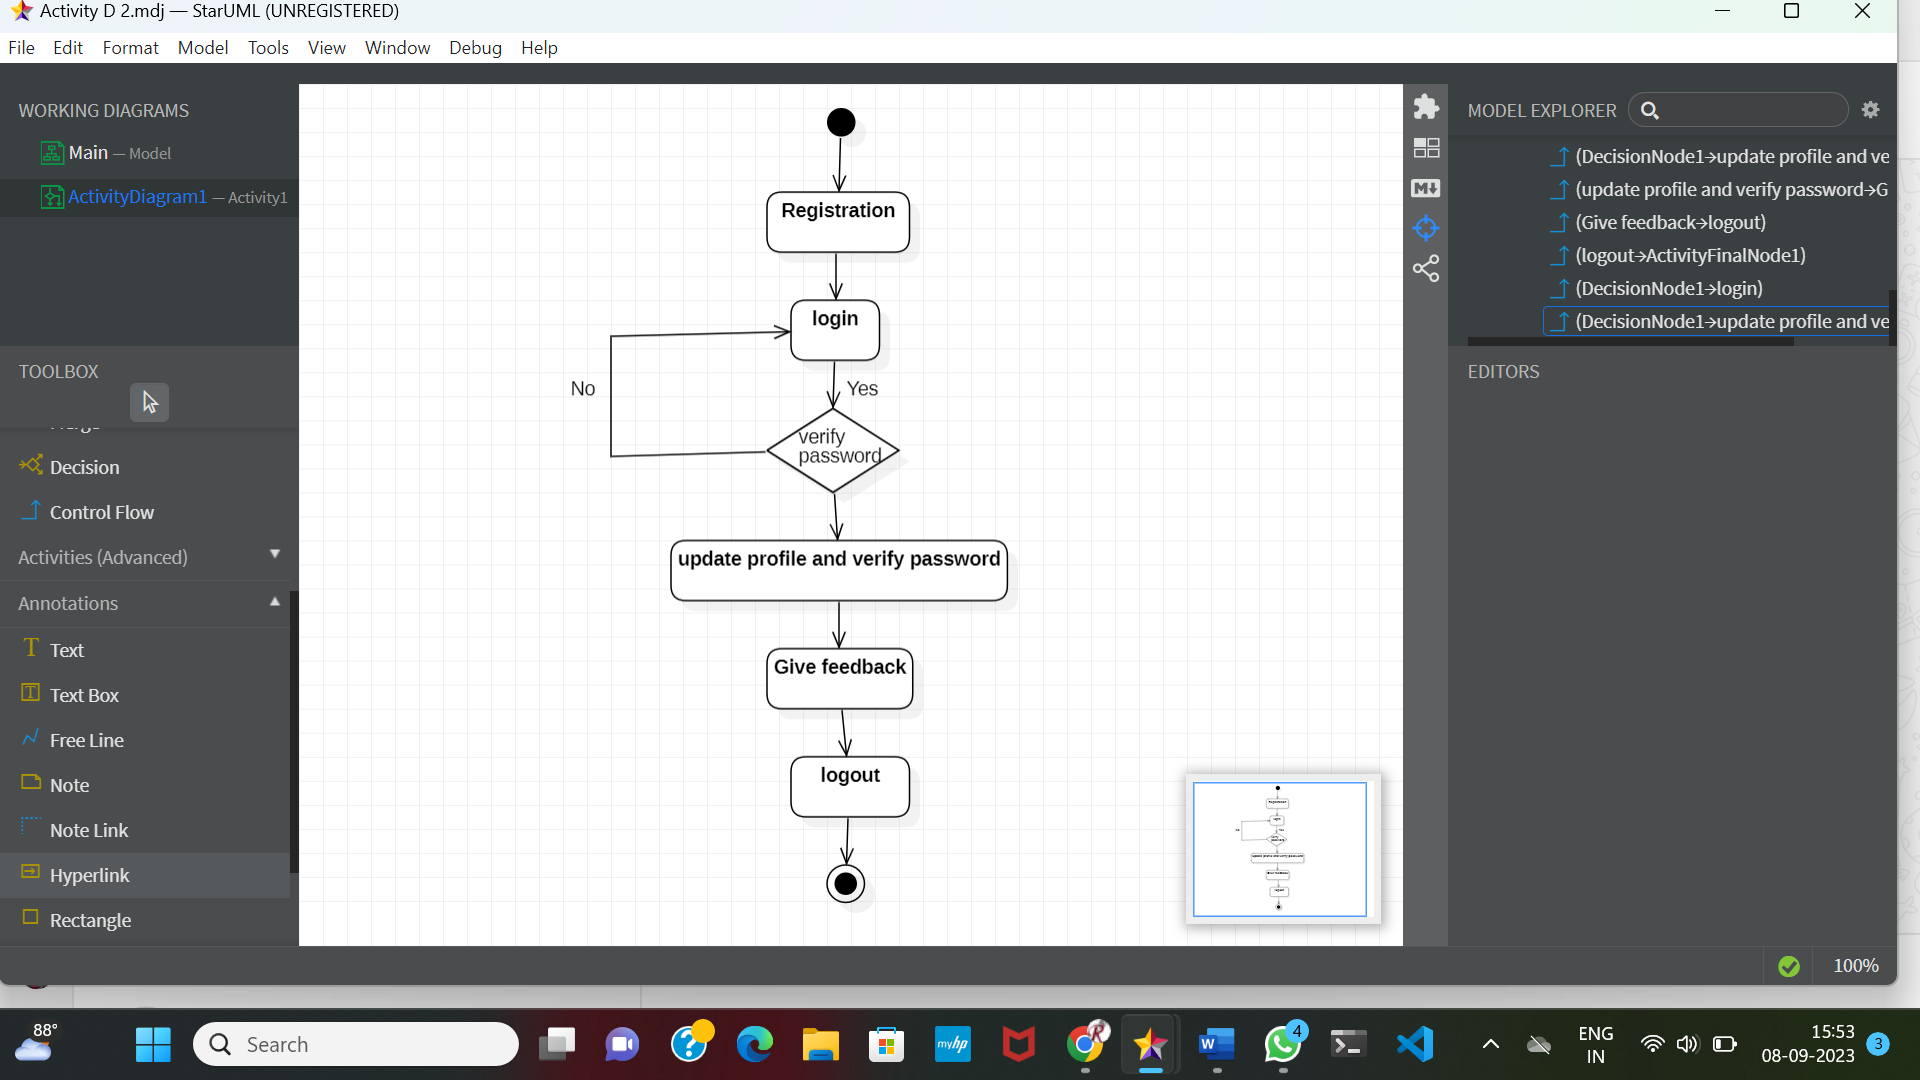 Activity D 2.mdj — StarUML (UNREGISTERED)
File Edit Format Model Tools View Window Debug Help
WORKING DIAGRAMS
Main — Model
ActivityDiagram1 — Activity1
TOOLBOX
Merge
Decision
Control Flow
Activities (Advanced)
Annotations
Text
Text Box
Free Line
Note
Note Link
Hyperlink
Rectangle
Registration
login
No
Yes
verify
password
update profile and verify password
Give feedback
logout
MODEL EXPLORER
(DecisionNode1→update profile and ve
(update profile and verify password→G
(Give feedback→logout)
(logout→ActivityFinalNode1)
(DecisionNode1→login)
(DecisionNode1→update profile and ve
EDITORS
100%
88°
Search
myhp
W
4
ENG
IN
15:53
08-09-2023
3